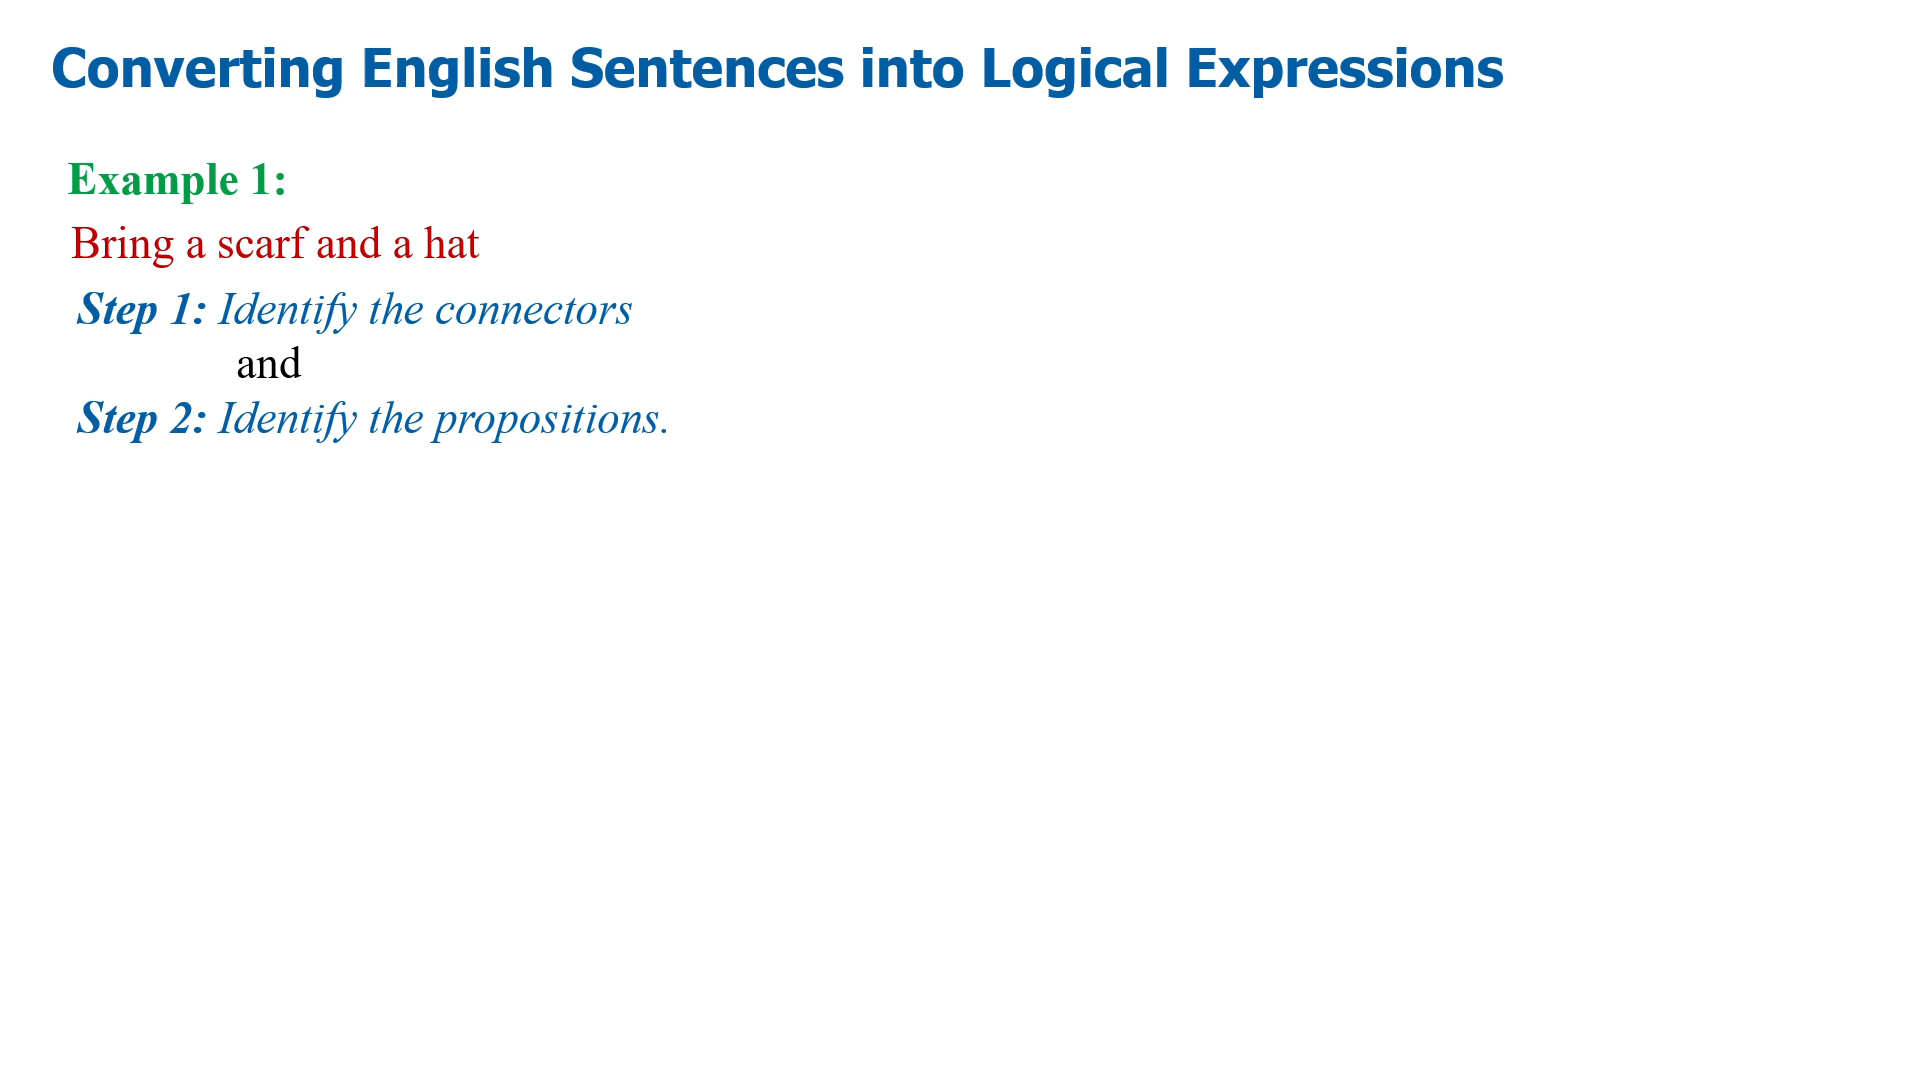 Converting English Sentences into Logical Expressions
Example 1:
Bring a scarf and a hat
Step 1: Identify the connectors
and
Step 2: Identify the propositions.